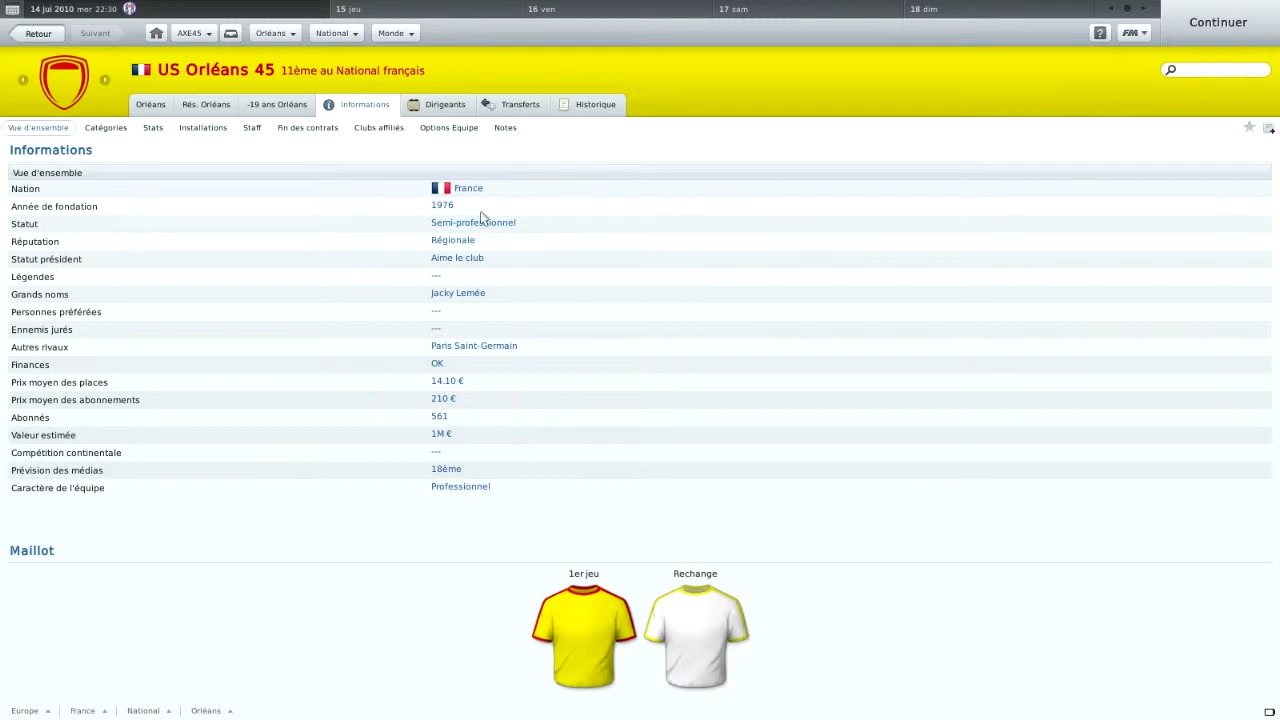 14 jul 2010 mer 22:30 15 jeu 16 ven 17 sam 18 dim
Retour Suivant AXE45 Orléans National Monde ? FM Continuer
US Orléans 45 11ème au National français
Orléans Rés. Orléans -19 ans Orléans Informations Dirigeants Transferts Historique
Vue d'ensemble Catégories Stats Installations Staff Fin des contrats Clubs affiliés Options Equipe Notes
Informations
Vue d'ensemble
Nation France
Année de fondation 1976
Statut Semi-professionnel
Réputation Régionale
Statut président Aime le club
Légendes ---
Grands noms Jacky Lemée
Personnes préférées ---
Ennemis jurés ---
Autres rivaux Paris Saint-Germain
Finances OK
Prix moyen des places 14.10 €
Prix moyen des abonnements 210 €
Abonnés 561
Valeur estimée 1M €
Compétition continentale ---
Prévision des médias 18ème
Caractère de l'équipe Professionnel
Maillot
1er jeu Rechange
Europe France National Orléans